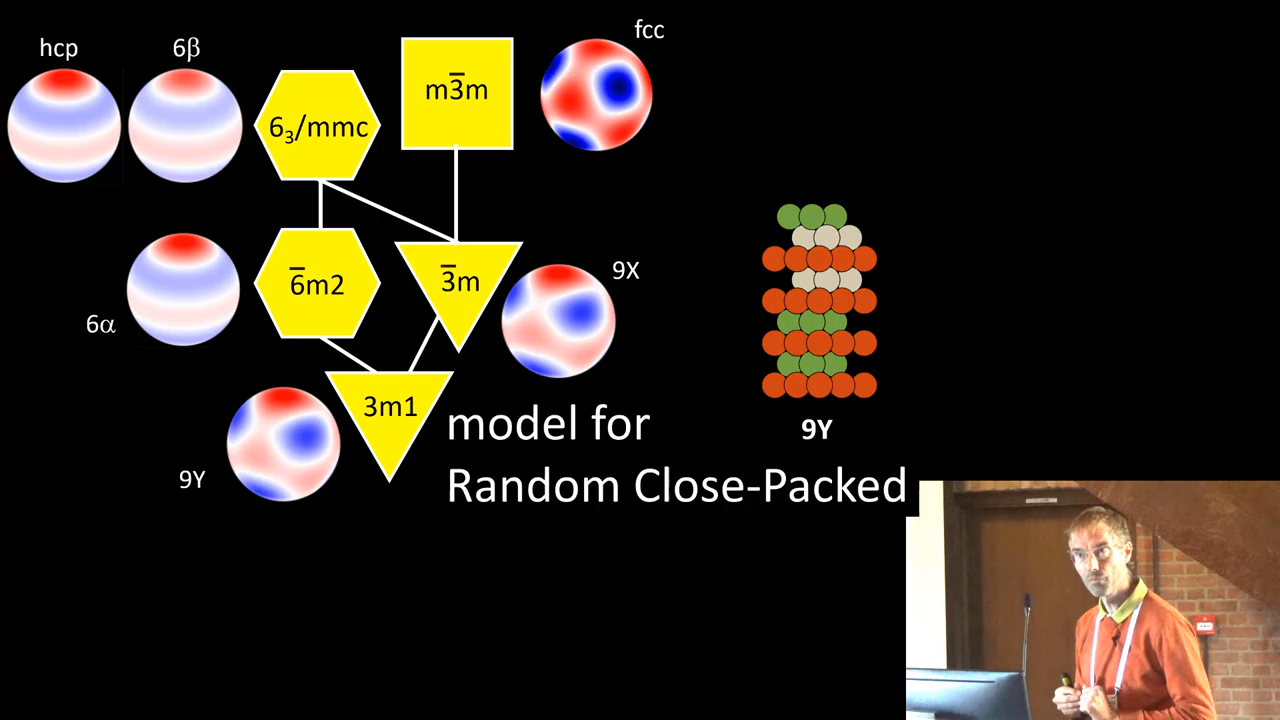 hcp
6β
fcc
6₃/mmc
m3̅m
6α
6̅m2
3̅m
9X
3m1
9Y
model for
Random Close-Packed
9Y